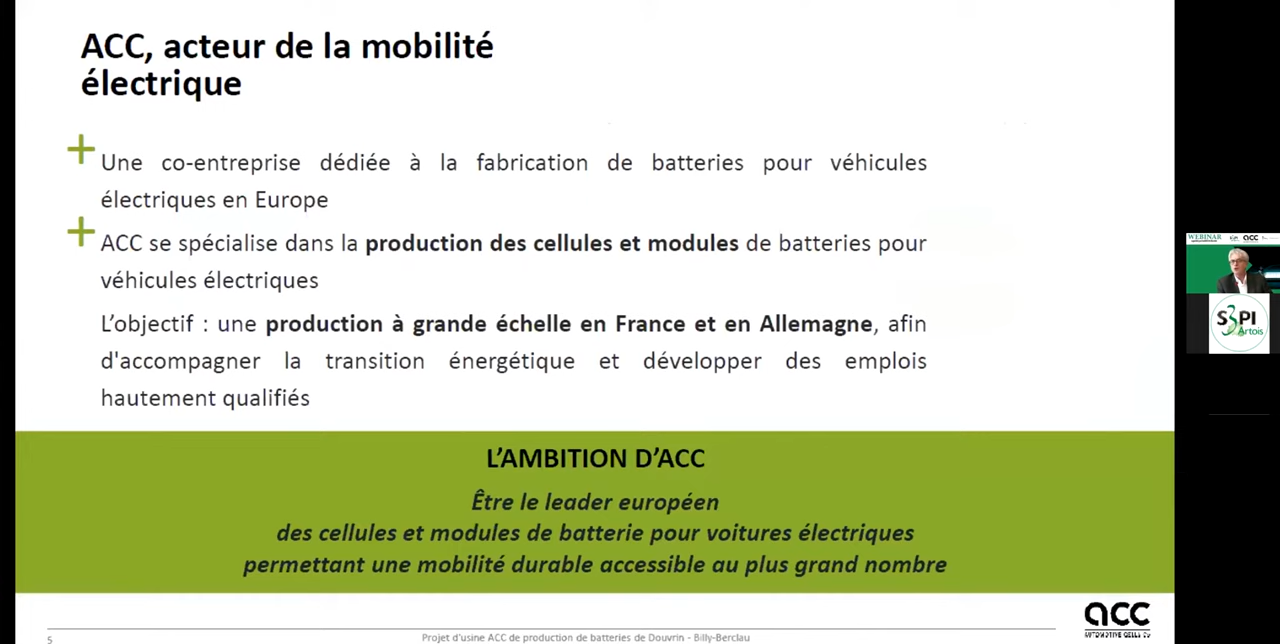 ACC, acteur de la mobilité
électrique
Une co-entreprise dédiée à la fabrication de batteries pour véhicules
électriques en Europe
ACC se spécialise dans la production des cellules et modules de batteries pour
véhicules électriques
L'objectif : une production à grande échelle en France et en Allemagne, afin
d'accompagner la transition énergétique et développer des emplois
hautement qualifiés
L'AMBITION D'ACC
Être le leader européen
des cellules et modules de batterie pour voitures électriques
permettant une mobilité durable accessible au plus grand nombre
5
Projet d'usine ACC de production de batteries de Douvrin - Billy-Berclau
acc
AUTOMOTIVE CELLS CO
WEBINAR
acc
S3PI
Artois